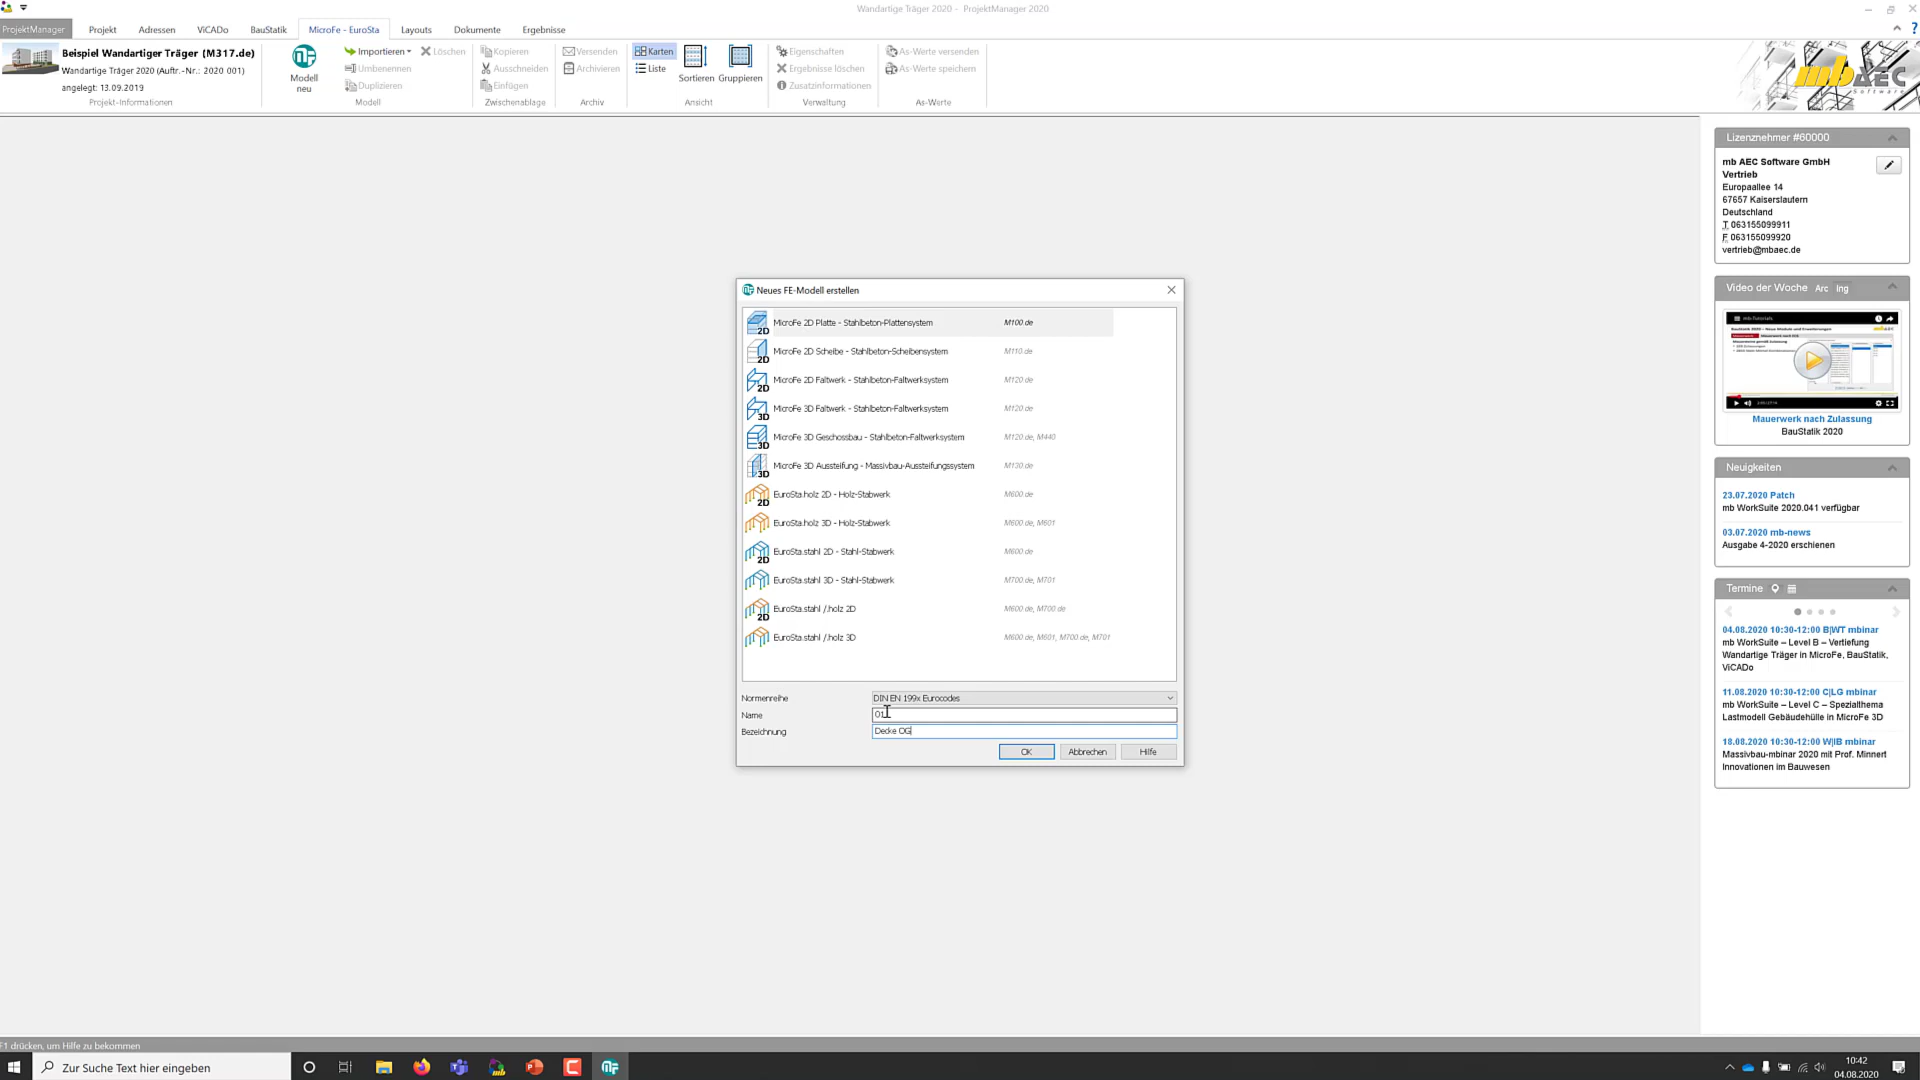 Wandartige Träger 2020 - ProjektManager 2020
ProjektManager
Projekt
Adressen
ViCADo
BauStatik
MicroFe - EuroSta
Layouts
Dokumente
Ergebnisse
Beispiel Wandartiger Träger (M317.de)
Wandartige Träger 2020 (Auftr.-Nr.: 2020 001)
angelegt: 13.09.2019
Projekt-Informationen
Modell
neu
Importieren
Löschen
Umbenennen
Duplizieren
Modell
Kopieren
Ausschneiden
Einfügen
Zwischenablage
Versenden
Archivieren
Archiv
Karten
Liste
Sortieren
Gruppieren
Ansicht
Eigenschaften
Ergebnisse löschen
Zusatzinformationen
Verwaltung
As-Werte versenden
As-Werte speichern
As-Werte
mbAEC
Software
Neues FE-Modell erstellen
2D MicroFe 2D Platte - Stahlbeton-Plattensystem M100.de
2D MicroFe 2D Scheibe - Stahlbeton-Scheibensystem M110.de
2D MicroFe 2D Faltwerk - Stahlbeton-Faltwerksystem M120.de
3D MicroFe 3D Faltwerk - Stahlbeton-Faltwerksystem M120.de
3D MicroFe 3D Geschossbau - Stahlbeton-Faltwerksystem M120.de, M440
3D MicroFe 3D Aussteifung - Massivbau-Aussteifungssystem M130.de
2D EuroSta.holz 2D - Holz-Stabwerk M600.de
EuroSta.holz 3D - Holz-Stabwerk M600.de, M601
2D EuroSta.stahl 2D - Stahl-Stabwerk M600.de
EuroSta.stahl 3D - Stahl-Stabwerk M700.de, M701
2D EuroSta.stahl /.holz 2D M600.de, M700.de
EuroSta.stahl /.holz 3D M600.de, M601, M700.de, M701
Normenreihe DIN EN 199x Eurocodes
Name 01
Bezeichnung Decke OG
OK Abbrechen Hilfe
Lizenznehmer #60000
mb AEC Software GmbH
Vertrieb
Europaallee 14
67657 Kaiserslautern
Deutschland
T 063155099911
F 063155099920
vertrieb@mbaec.de
Video der Woche Arc Ing
mb-Tutorials
Mauerwerk nach Zulassung
BauStatik 2020
Neuigkeiten
23.07.2020 Patch
mb WorkSuite 2020.041 verfügbar
03.07.2020 mb-news
Ausgabe 4-2020 erschienen
Termine
04.08.2020 10:30-12:00 B|WT mbinar
mb WorkSuite – Level B – Vertiefung
Wandartige Träger in MicroFe, BauStatik,
ViCADo
11.08.2020 10:30-12:00 C|LG mbinar
mb WorkSuite – Level C – Spezialthema
Lastmodell Gebäudehülle in MicroFe 3D
18.08.2020 10:30-12:00 W|IB mbinar
Massivbau-mbinar 2020 mit Prof. Minnert
Innovationen im Bauwesen
F1 drücken, um Hilfe zu bekommen
Zur Suche Text hier eingeben
10:42
04.08.2020